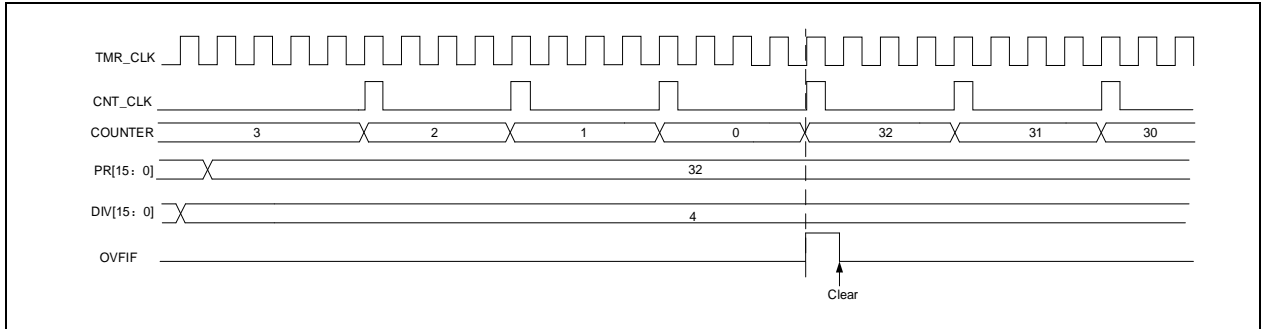 TMR_CLK
CNT_CLK
COUNTER 3 2 1 0 32 31 30
PR[15：0] 32
DIV[15：0] 4
OVFIF
Clear